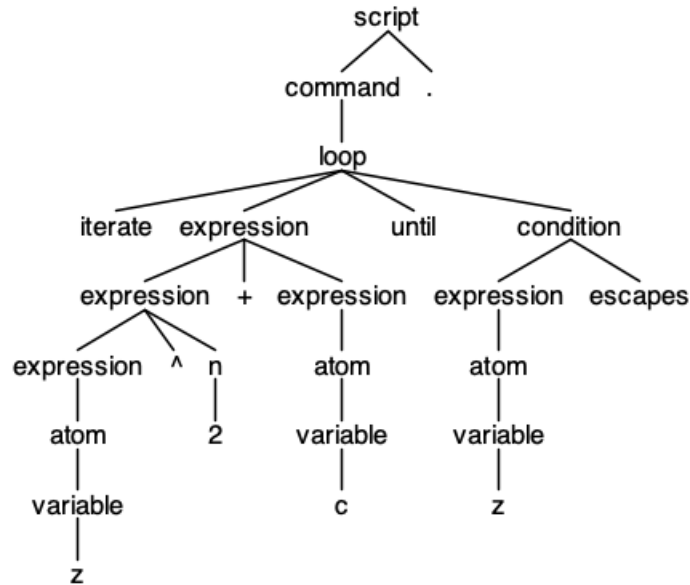 script
command .
loop
iterate expression until condition
expression + expression expression escapes
expression ^ n atom atom
atom 2 variable variable
variable c z
z